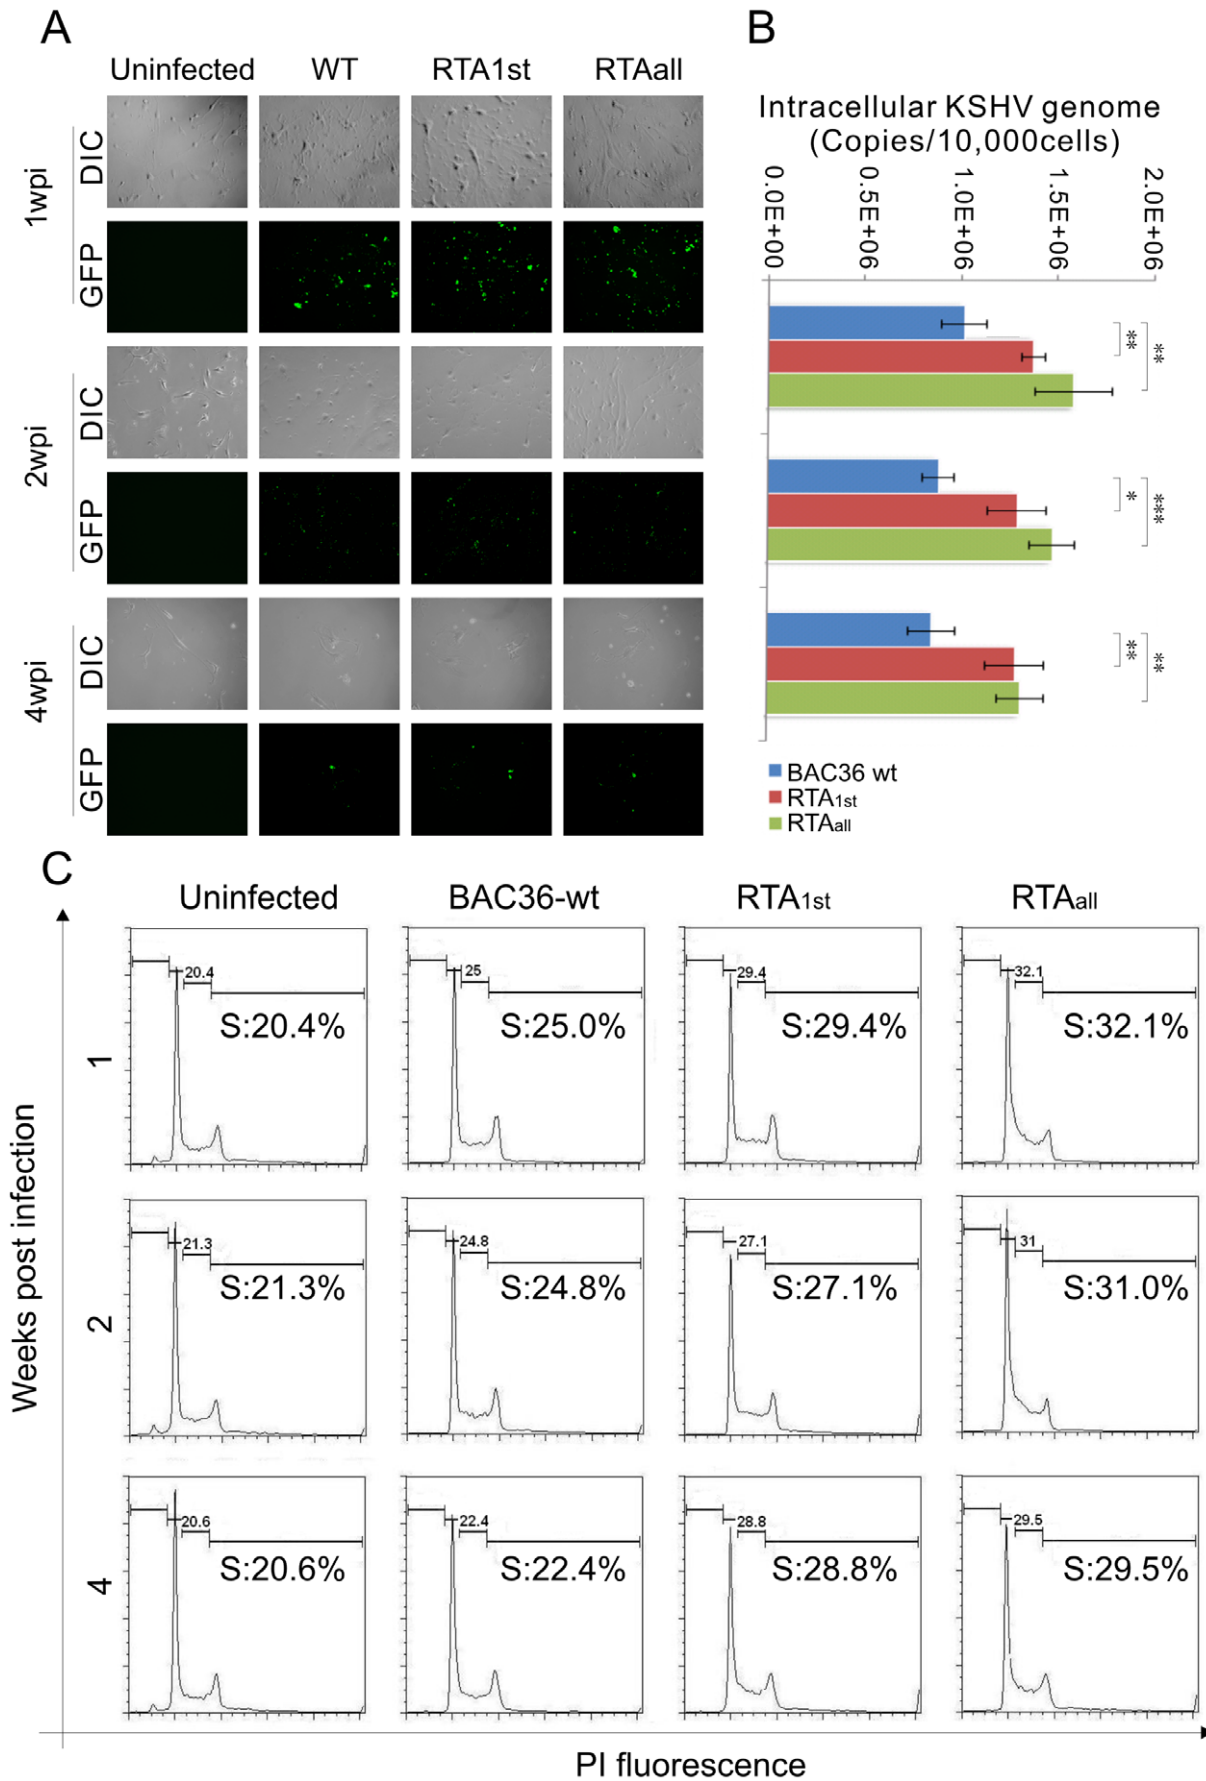 A
Uninfected WT RTA1st RTAall
1wpi
DIC
GFP
2wpi
DIC
GFP
4wpi
DIC
GFP
B
Intracellular KSHV genome
(Copies/10,000cells)
0.0E+00 0.5E+06 1.0E+06 1.5E+06 2.0E+06
** **
* ***
** **
BAC36 wt
RTA1st
RTAall
C
Uninfected BAC36-wt RTA1st RTAall
Weeks post infection
1
20.4 25 29.4 32.1
S:20.4% S:25.0% S:29.4% S:32.1%
2
21.3 24.8 27.1 31
S:21.3% S:24.8% S:27.1% S:31.0%
4
20.6 22.4 28.8 29.5
S:20.6% S:22.4% S:28.8% S:29.5%
PI fluorescence